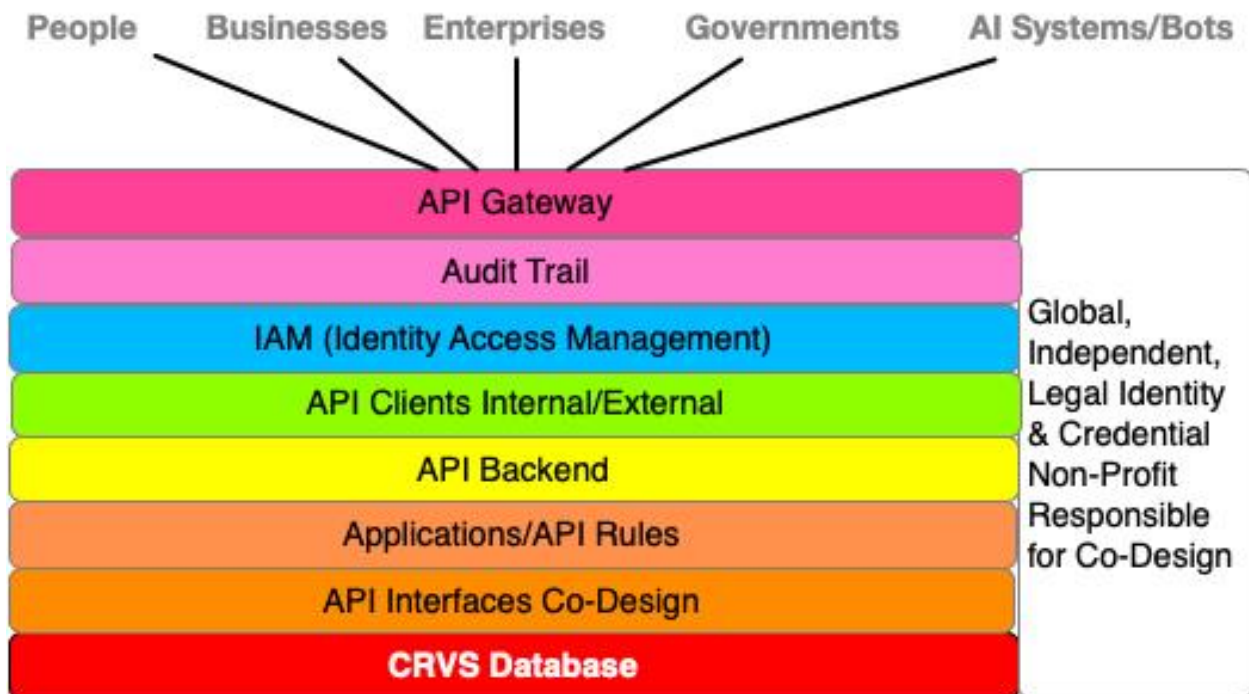 People Businesses Enterprises Governments AI Systems/Bots
API Gateway
Audit Trail
IAM (Identity Access Management)
API Clients Internal/External
API Backend
Applications/API Rules
API Interfaces Co-Design
CRVS Database
Global,
Independent,
Legal Identity
& Credential
Non-Profit
Responsible
for Co-Design